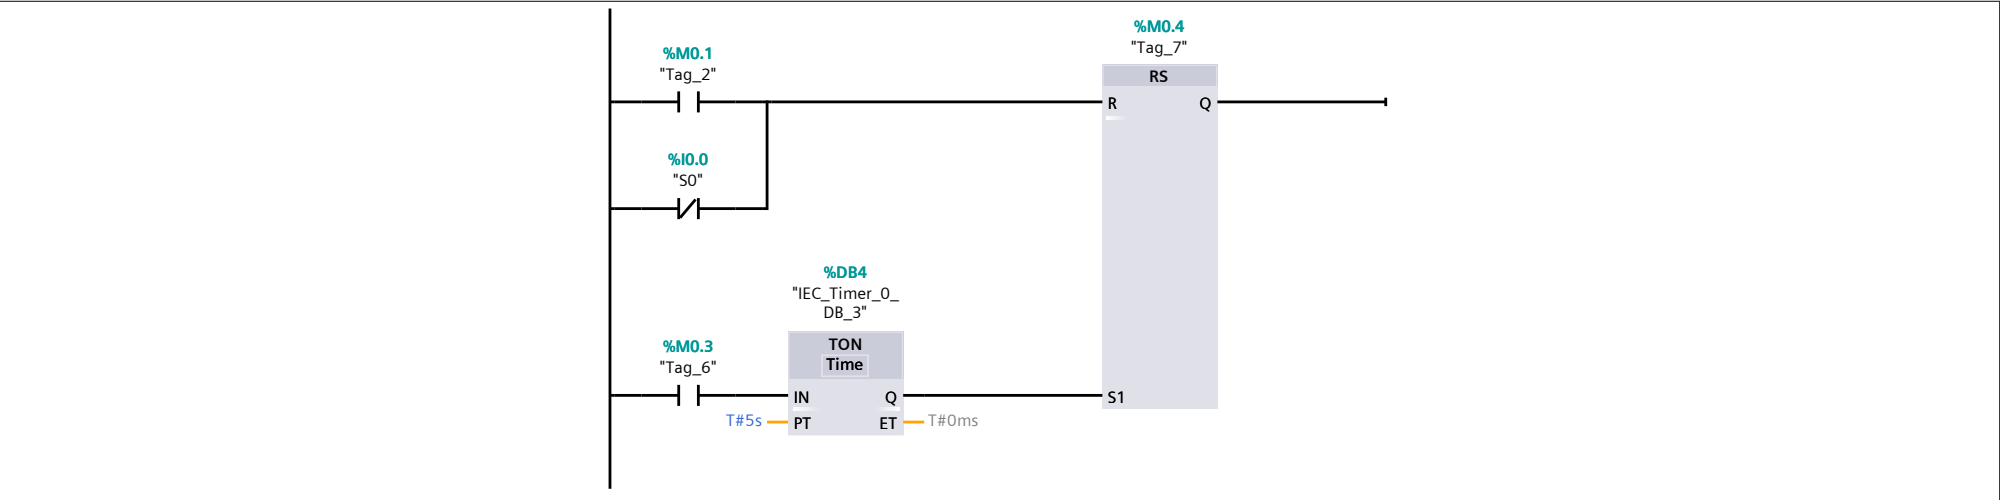 %M0.4
"Tag_7"
%M0.1
"Tag_2"
RS
R
Q
%I0.0
"S0"
%DB4
"IEC_Timer_0_
DB_3"
%M0.3
"Tag_6"
TON
Time
IN
Q
S1
T#5s
PT
ET
T#0ms